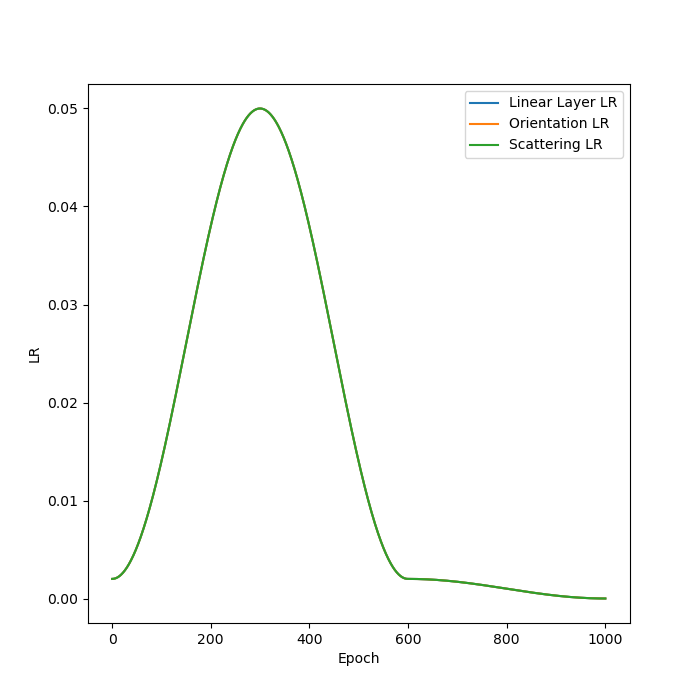 Linear Layer LR
Orientation LR
Scattering LR
0.05
0.04
0.03
0.02
0.01
0.00
LR
0 200 400 600 800 1000
Epoch